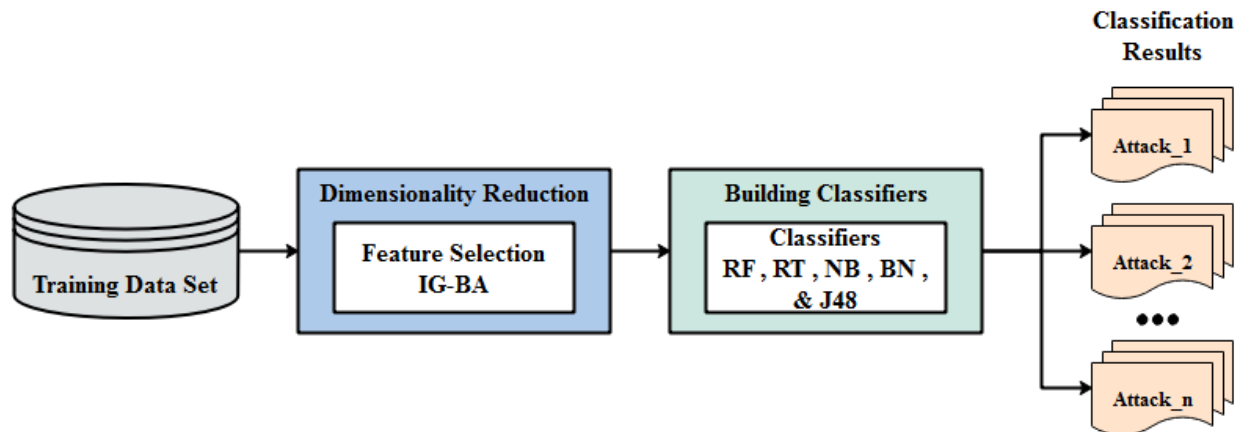 Training Data Set
Dimensionality Reduction
Feature Selection
IG-BA
Building Classifiers
Classifiers
RF , RT , NB , BN ,
& J48
Classification
Results
Attack_1
Attack_2
•••
Attack_n